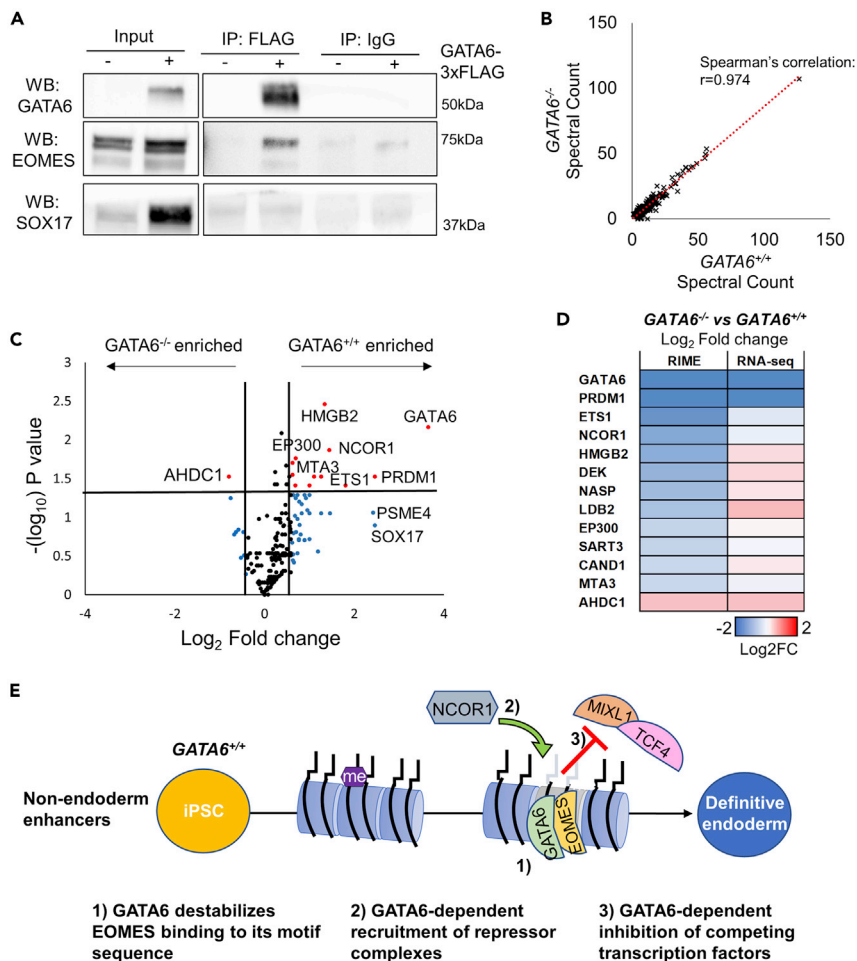 A
Input
IP: FLAG
IP: IgG
- + - + - +
GATA6-
3xFLAG
WB:
GATA6
50kDa
WB:
EOMES
75kDa
WB:
SOX17
37kDa
B
150
100
50
0
GATA6-/-
Spectral Count
Spearman's correlation:
r=0.974
0 50 100 150
GATA6+/+
Spectral Count
C
GATA6-/- enriched
GATA6+/+ enriched
3
2.5
2
1.5
1
0.5
0
-(log10) P value
HMGB2
GATA6
EP300
NCOR1
AHDC1
MTA3
ETS1
PRDM1
PSME4
SOX17
-4 -2 0 2 4
Log2 Fold change
D
GATA6-/- vs GATA6+/+
Log2 Fold change
RIME RNA-seq
GATA6
PRDM1
ETS1
NCOR1
HMGB2
DEK
NASP
LDB2
EP300
SART3
CAND1
MTA3
AHDC1
-2 2
Log2FC
E
NCOR1
2)
MIXL1
TCF4
3)
GATA6+/+
me
Non-endoderm
enhancers
iPSC
GATA6
EOMES
1)
Definitive
endoderm
1) GATA6 destabilizes
EOMES binding to its motif
sequence
2) GATA6-dependent
recruitment of repressor
complexes
3) GATA6-dependent
inhibition of competing
transcription factors